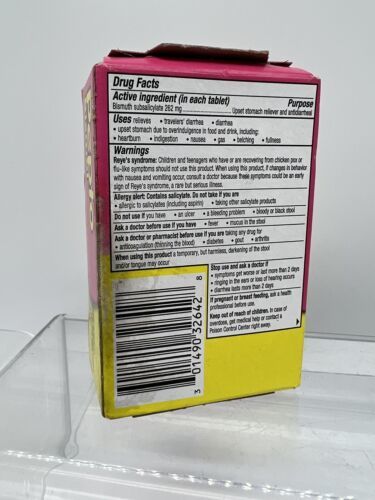 Drug Facts
Active ingredient (in each tablet) Purpose
Bismuth subsalicylate 262 mg Upset stomach reliever and antidiarrheal
Uses relieves • travelers' diarrhea • diarrhea
• upset stomach due to overindulgence in food and drink, including:
• heartburn • indigestion • nausea • gas • belching • fullness
Warnings
Reye's syndrome: Children and teenagers who have or are recovering from chicken pox or
flu-like symptoms should not use this product. When using this product, if changes in behavior
with nausea and vomiting occur, consult a doctor because these symptoms could be an early
sign of Reye's syndrome, a rare but serious illness.
Allergy alert: Contains salicylate. Do not take if you are
• allergic to salicylates (including aspirin) • taking other salicylate products
Do not use if you have • an ulcer • a bleeding problem • bloody or black stool
Ask a doctor before use if you have • fever • mucus in the stool
Ask a doctor or pharmacist before use if you are taking any drug for
• anticoagulation (thinning the blood) • diabetes • gout • arthritis
When using this product a temporary, but harmless, darkening of the stool
and/or tongue may occur
Stop use and ask a doctor if
• symptoms get worse or last more than 2 days
• ringing in the ears or loss of hearing occurs
• diarrhea lasts more than 2 days
If pregnant or breast feeding, ask a health
professional before use.
Keep out of reach of children. In case of
overdose, get medical help or contact a
Poison Control Center right away.
3 01490 32642 8